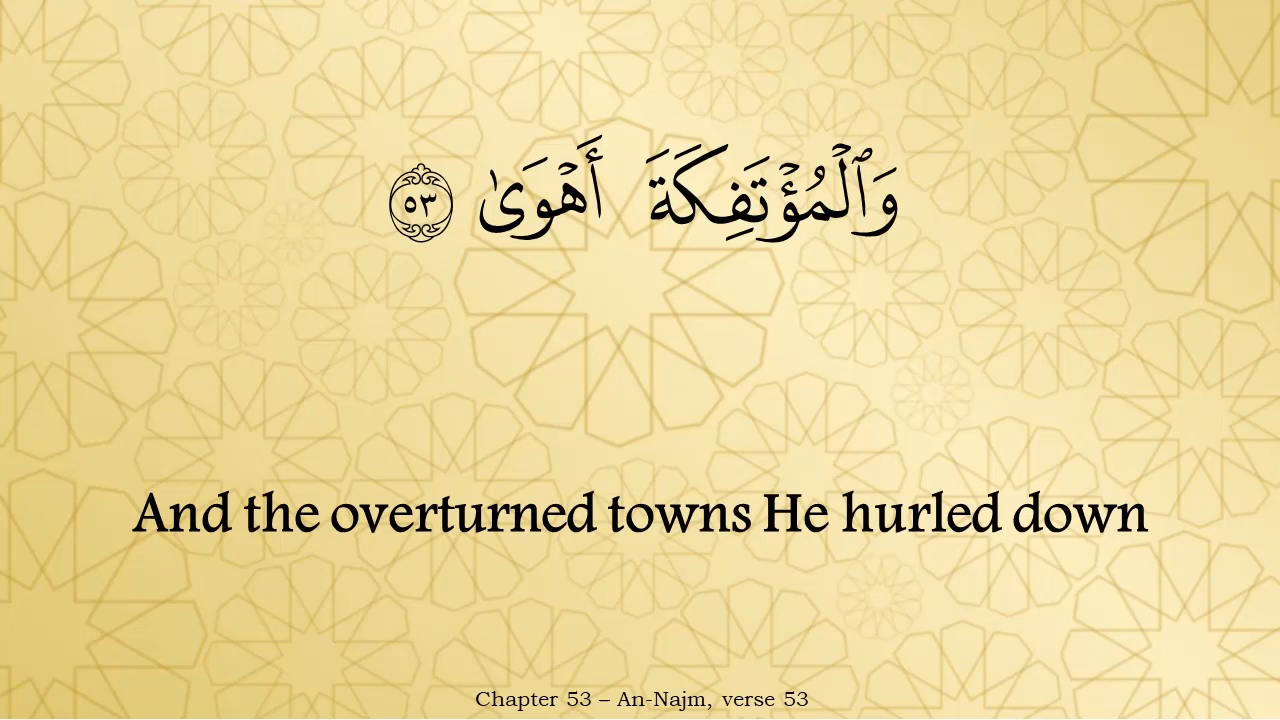 وَٱلْمُؤْتَفِكَةَ أَهْوَىٰ ٥٣
And the overturned towns He hurled down
Chapter 53 – An-Najm, verse 53